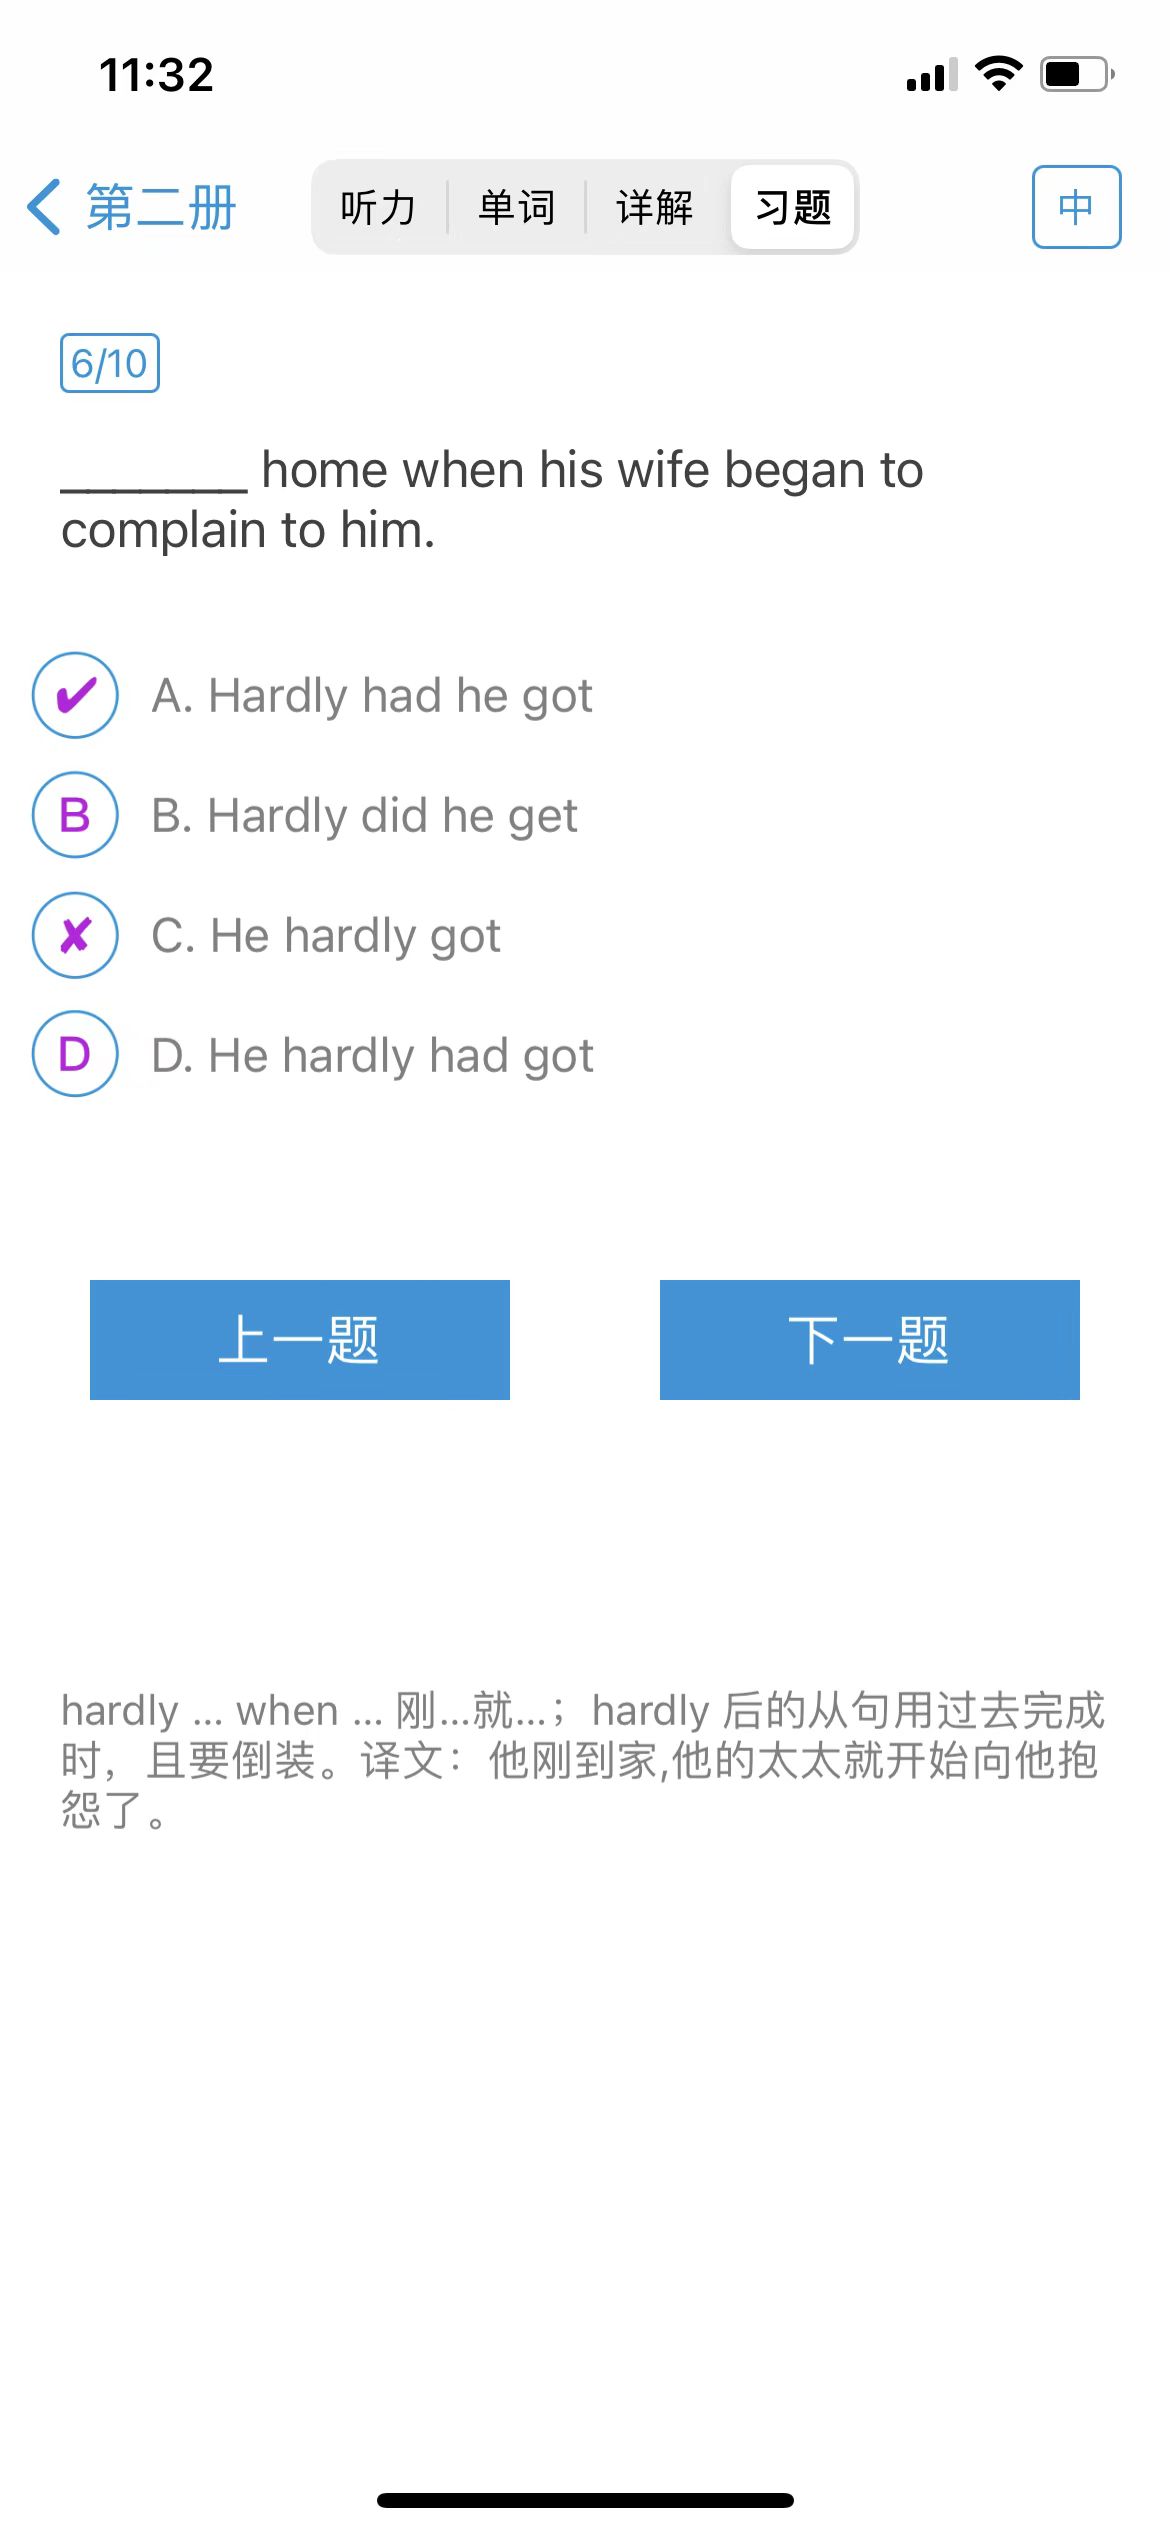 11:32
第二册
听力 单词 详解 习题
中
6/10
_______ home when his wife began to
complain to him.
✔ A. Hardly had he got
B B. Hardly did he get
✘ C. He hardly got
D D. He hardly had got
上一题 下一题
hardly ... when ... 刚...就...；hardly 后的从句用过去完成
时，且要倒装。译文：他刚到家,他的太太就开始向他抱
怨了。